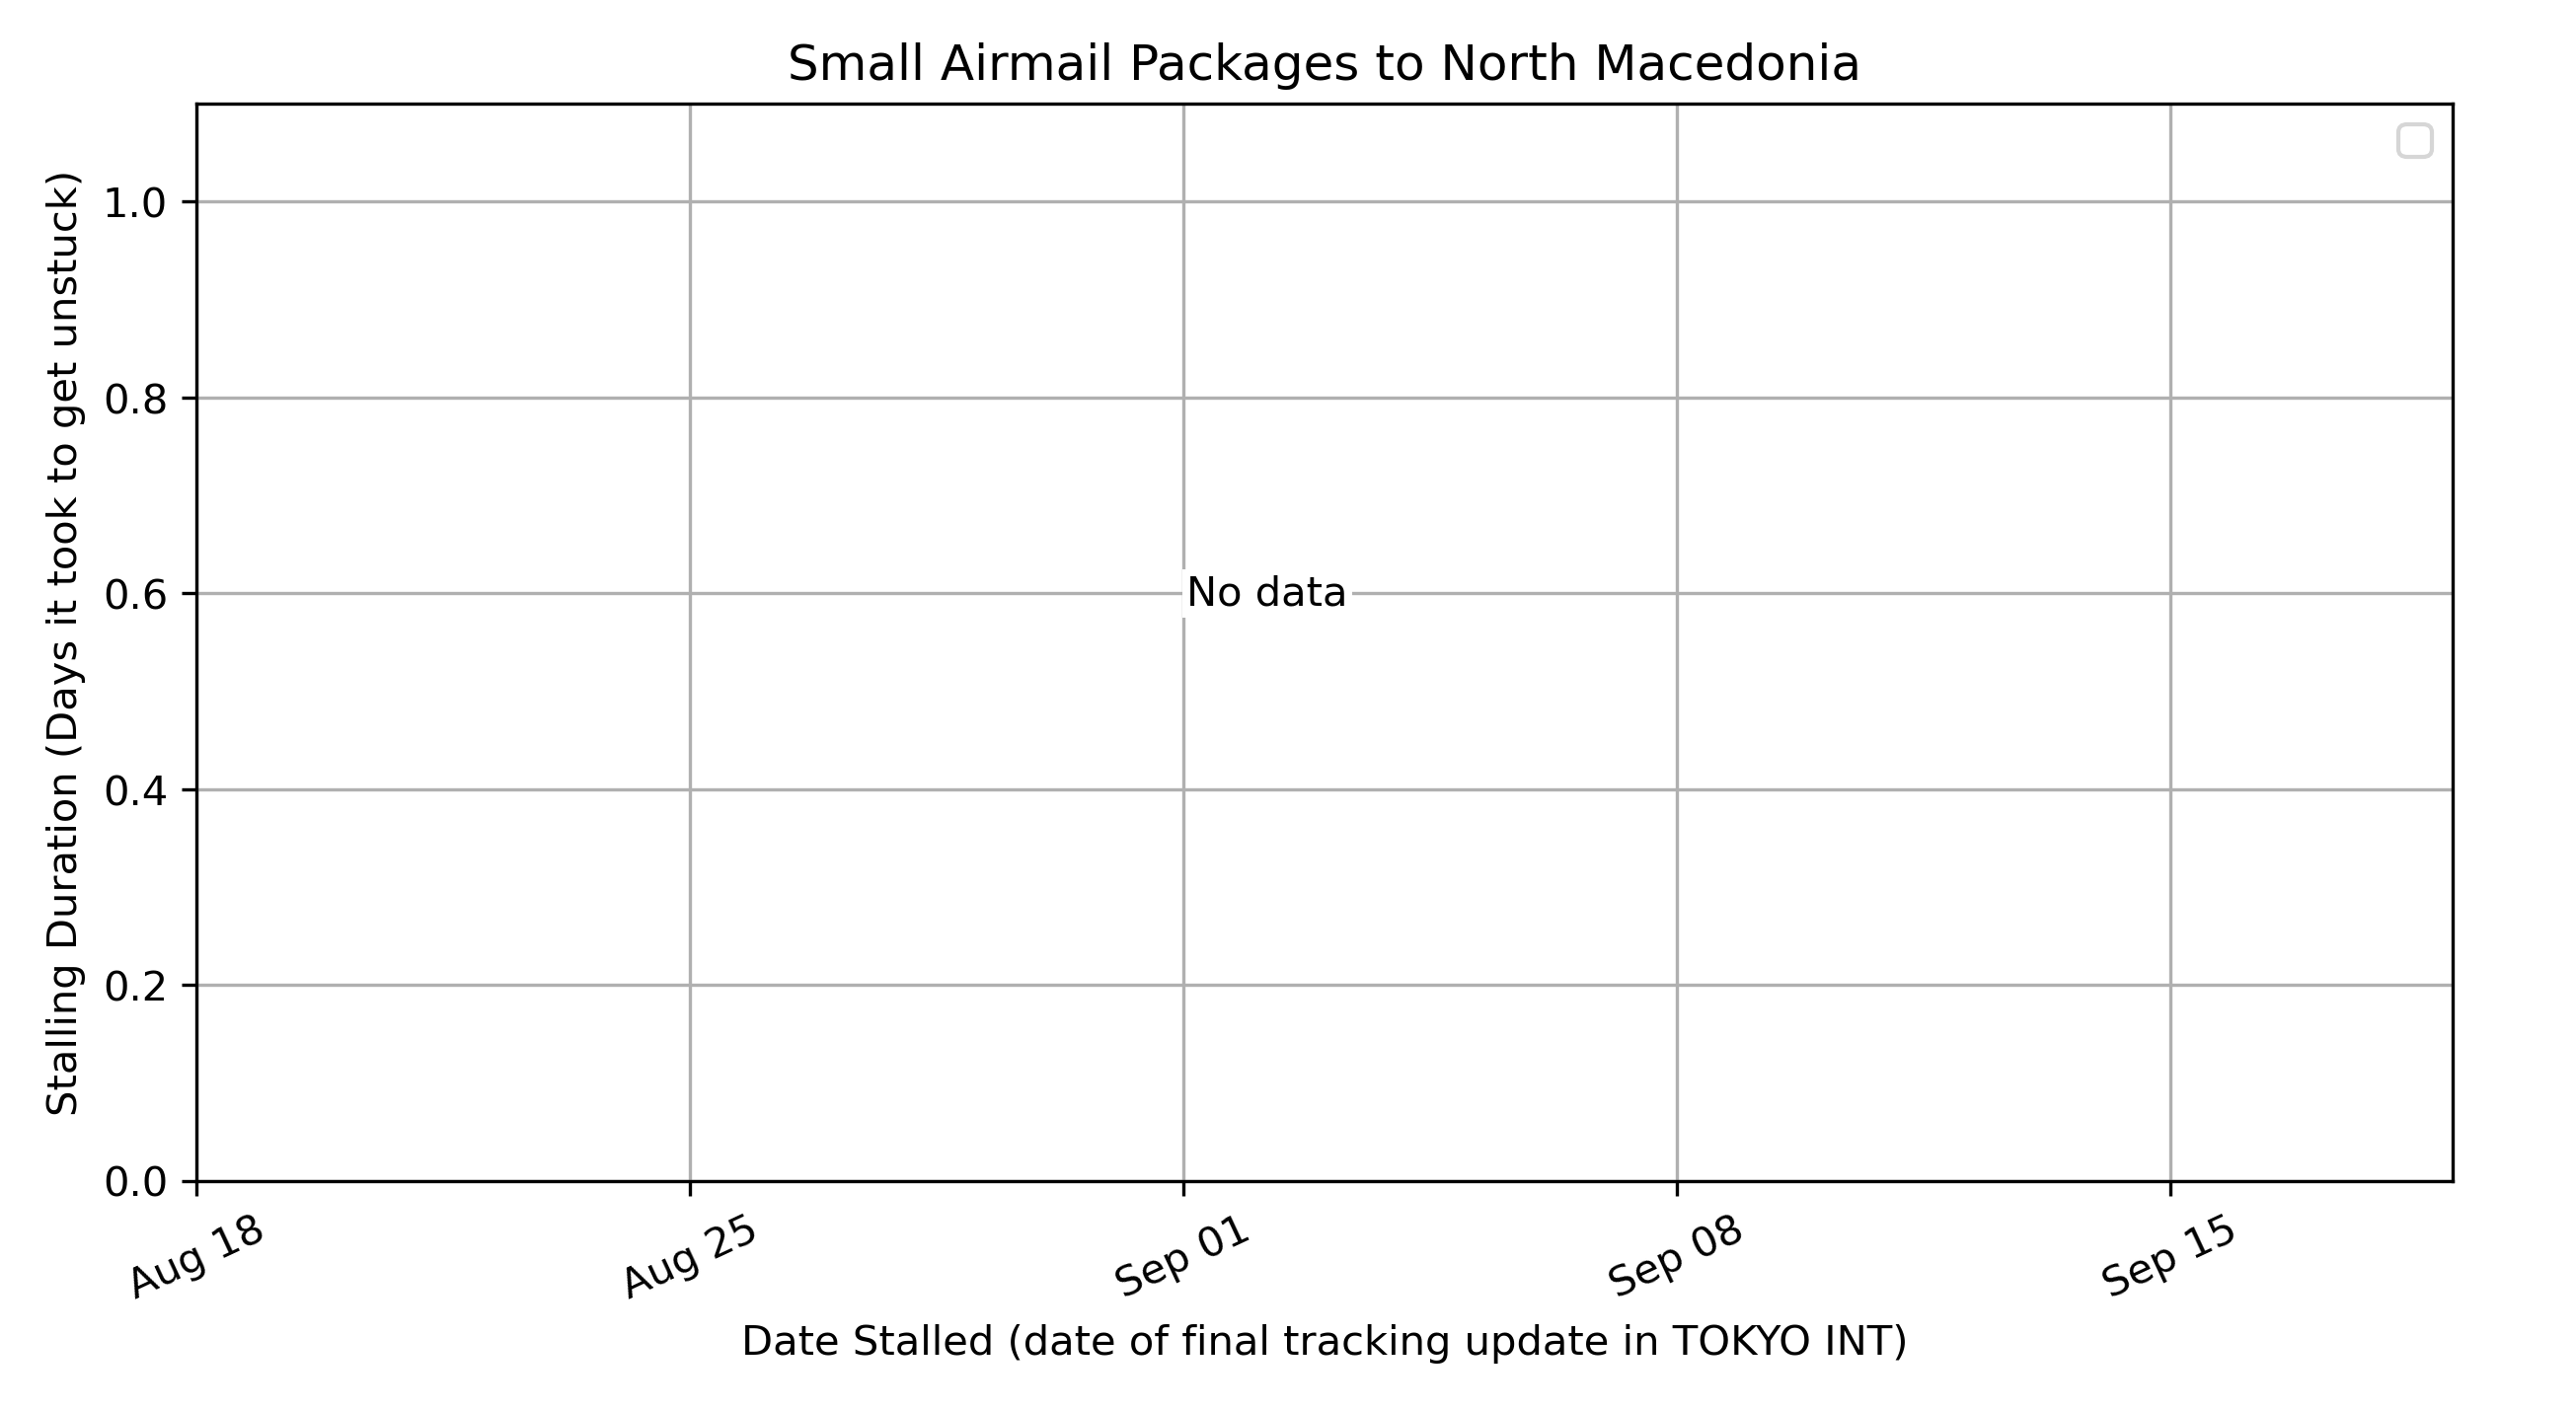 Small Airmail Packages to North Macedonia
Stalling Duration (Days it took to get unstuck)
1.0
0.8
0.6
0.4
0.2
0.0
No data
Aug 18
Aug 25
Sep 01
Sep 08
Sep 15
Date Stalled (date of final tracking update in TOKYO INT)